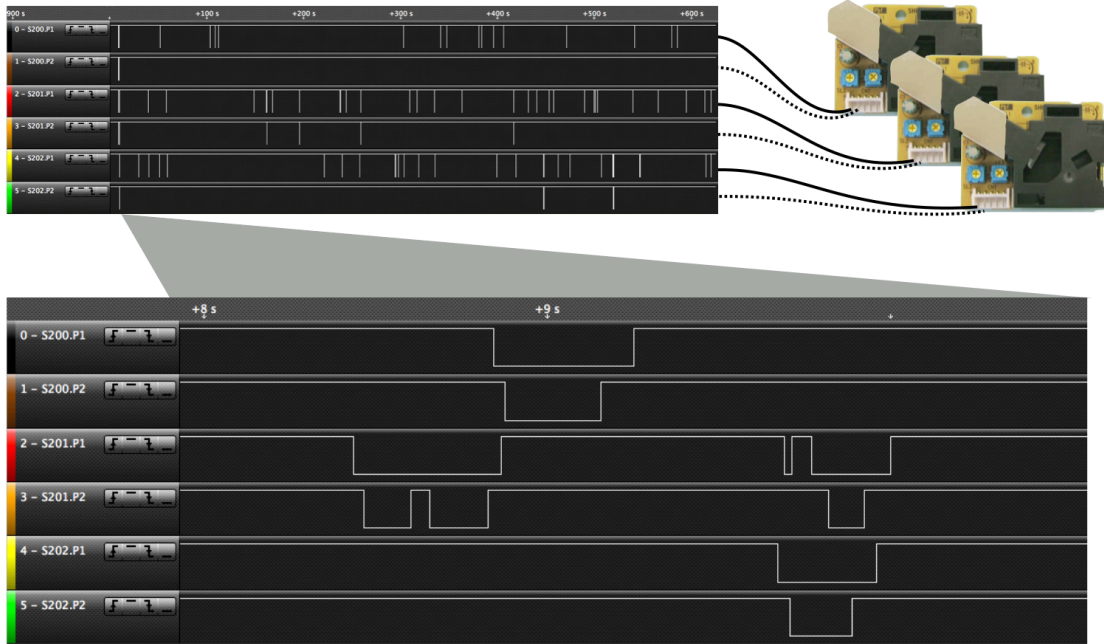 900 s +100 s +200 s +300 s +400 s +500 s +600 s
0 - S200.P1
1 - S200.P2
2 - S201.P1
3 - S201.P2
4 - S202.P1
5 - S202.P2
+8 s +9 s
0 - S200.P1
1 - S200.P2
2 - S201.P1
3 - S201.P2
4 - S202.P1
5 - S202.P2